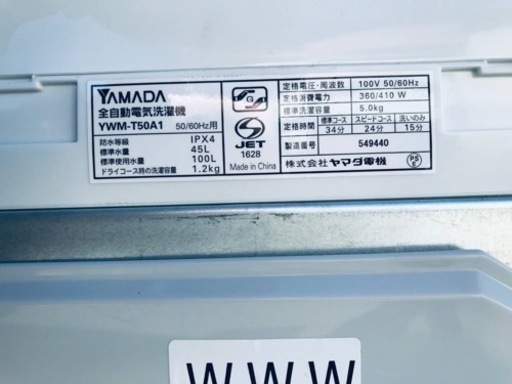 YAMADA
全自動電気洗濯機
YWM-T50A1 50/60Hz用
防水等級 IPX4
標準水量 45L
標準使用水量 100L
ドライコース時の洗濯容量 1.2kg
G
S
JET
1628
MADE IN CHINA
定格電圧・周波数 100V 50/60Hz
定格消費電力 360/410 W
標準洗濯容量 5.0kg
定格時間 標準コース スピードコース 洗いのみ
34分 24分 15分
製造番号 549440
株式会社ヤマダ電機
PS
E
WWW